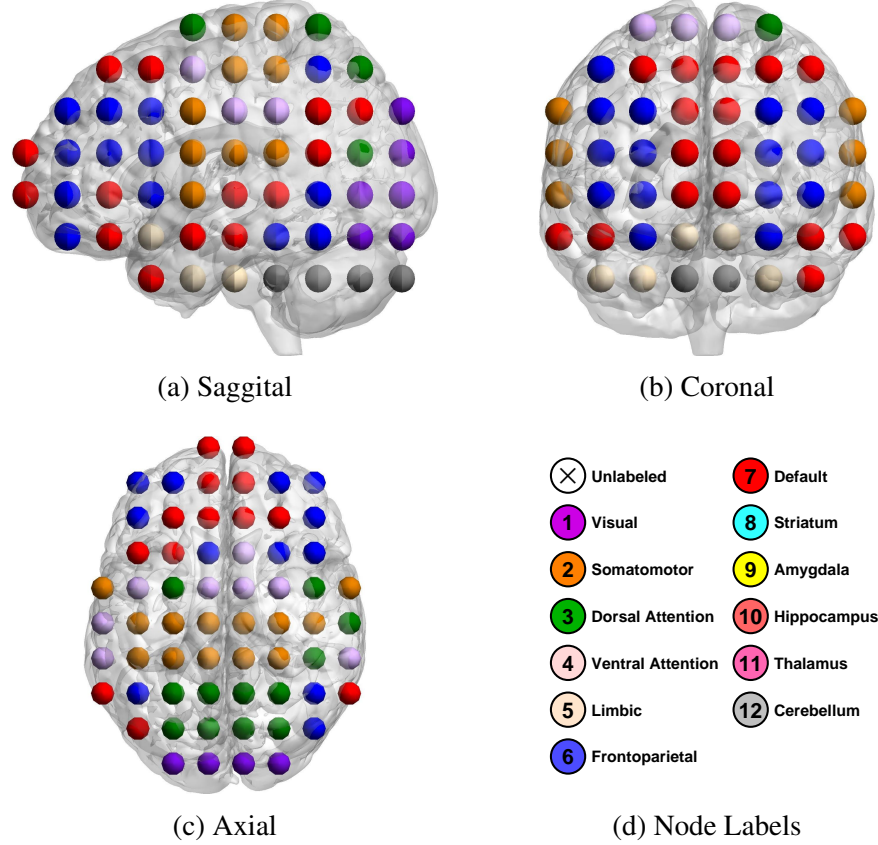 (a) Saggital
(b) Coronal
Unlabeled
7 Default
1 Visual
8 Striatum
2 Somatomotor
9 Amygdala
3 Dorsal Attention
10 Hippocampus
4 Ventral Attention
11 Thalamus
5 Limbic
12 Cerebellum
6 Frontoparietal
(c) Axial
(d) Node Labels